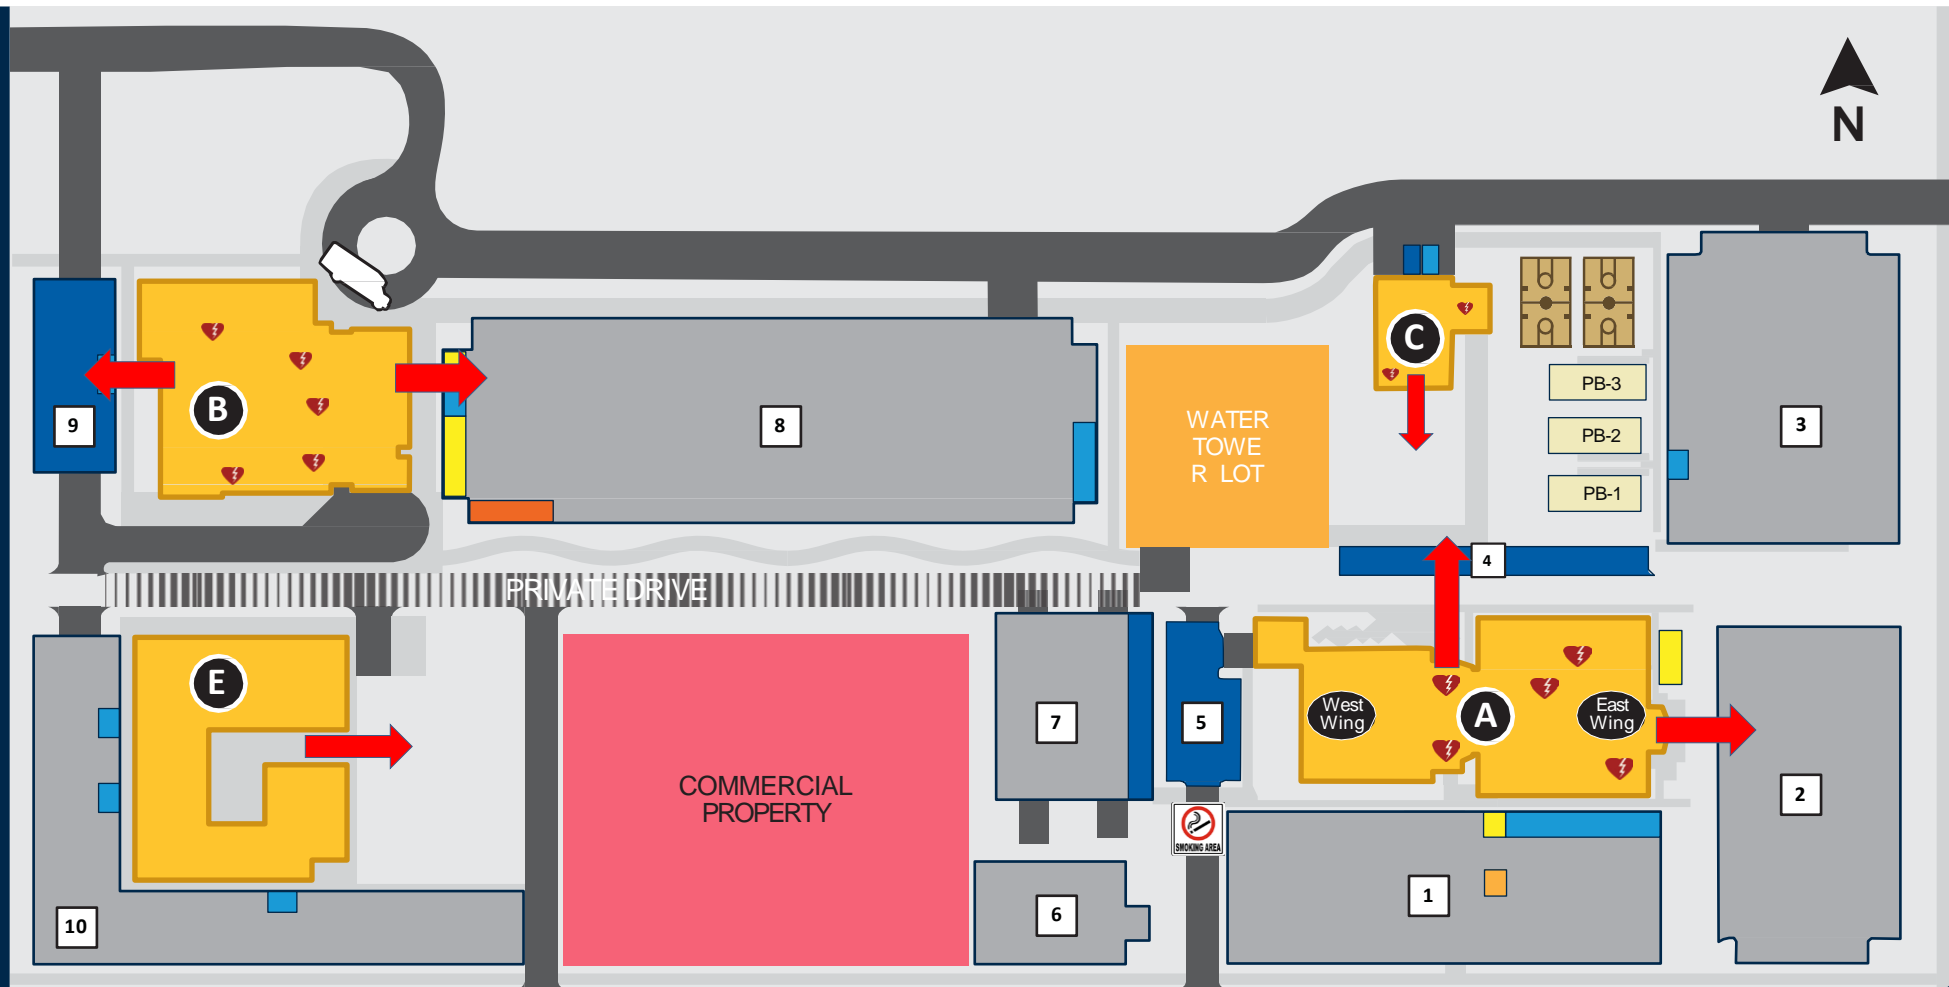 N
C
PB-3
PB-2
PB-1
3
B
9
8
WATER
TOWE
R LOT
4
PRIVATE DRIVE
E
West
Wing
A
East
Wing
7
5
COMMERCIAL
PROPERTY
2
SMOKING AREA
1
6
10